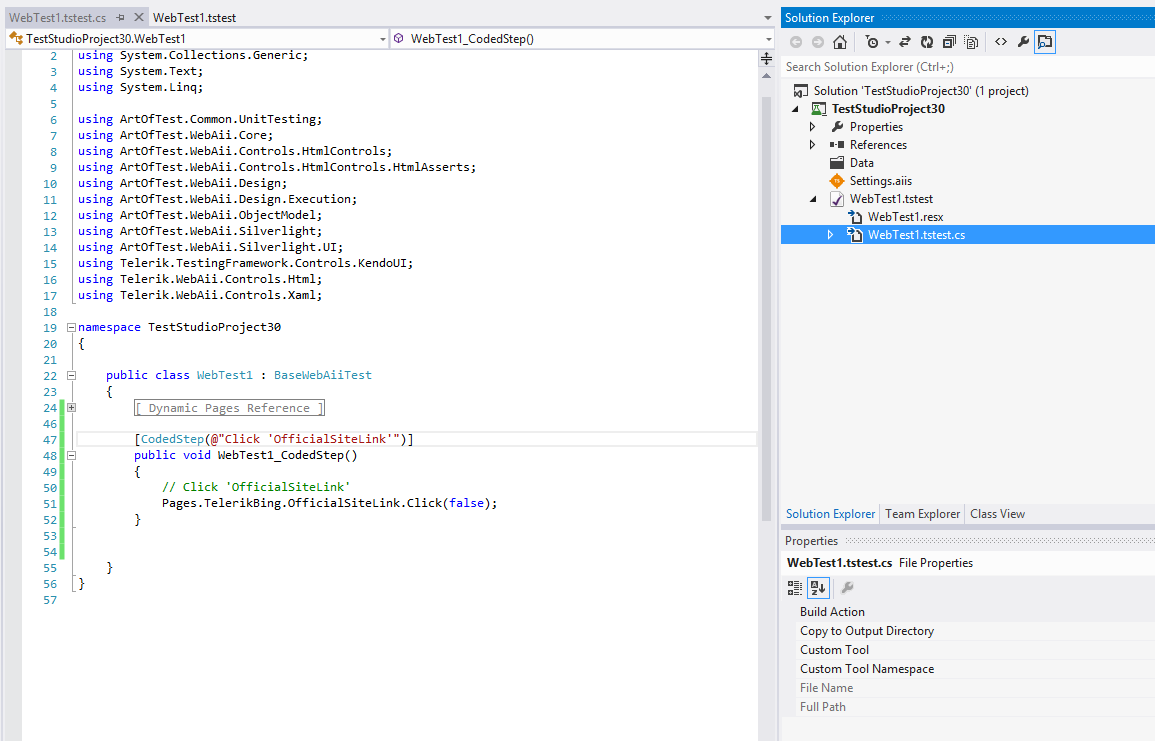 WebTest1.tstest.cs WebTest1.tstest
TestStudioProject30.WebTest1 WebTest1_CodedStep()
2 using System.Collections.Generic;
3 using System.Text;
4 using System.Linq;
5
6 using ArtOfTest.Common.UnitTesting;
7 using ArtOfTest.WebAii.Core;
8 using ArtOfTest.WebAii.Controls.HtmlControls;
9 using ArtOfTest.WebAii.Controls.HtmlControls.HtmlAsserts;
10 using ArtOfTest.WebAii.Design;
11 using ArtOfTest.WebAii.Design.Execution;
12 using ArtOfTest.WebAii.ObjectModel;
13 using ArtOfTest.WebAii.Silverlight;
14 using ArtOfTest.WebAii.Silverlight.UI;
15 using Telerik.TestingFramework.Controls.KendoUI;
16 using Telerik.WebAii.Controls.Html;
17 using Telerik.WebAii.Controls.Xaml;
18
19 namespace TestStudioProject30
20 {
21
22 public class WebTest1 : BaseWebAiiTest
23 {
24 [ Dynamic Pages Reference ]
46
47 [CodedStep(@"Click 'OfficialSiteLink'")]
48 public void WebTest1_CodedStep()
49 {
50 // Click 'OfficialSiteLink'
51 Pages.TelerikBing.OfficialSiteLink.Click(false);
52 }
53
54
55 }
56 }
57
Solution Explorer
Search Solution Explorer (Ctrl+;)
Solution 'TestStudioProject30' (1 project)
TestStudioProject30
Properties
References
Data
Settings.aiis
WebTest1.tstest
WebTest1.resx
WebTest1.tstest.cs
Solution Explorer Team Explorer Class View
Properties
WebTest1.tstest.cs File Properties
Build Action
Copy to Output Directory
Custom Tool
Custom Tool Namespace
File Name
Full Path